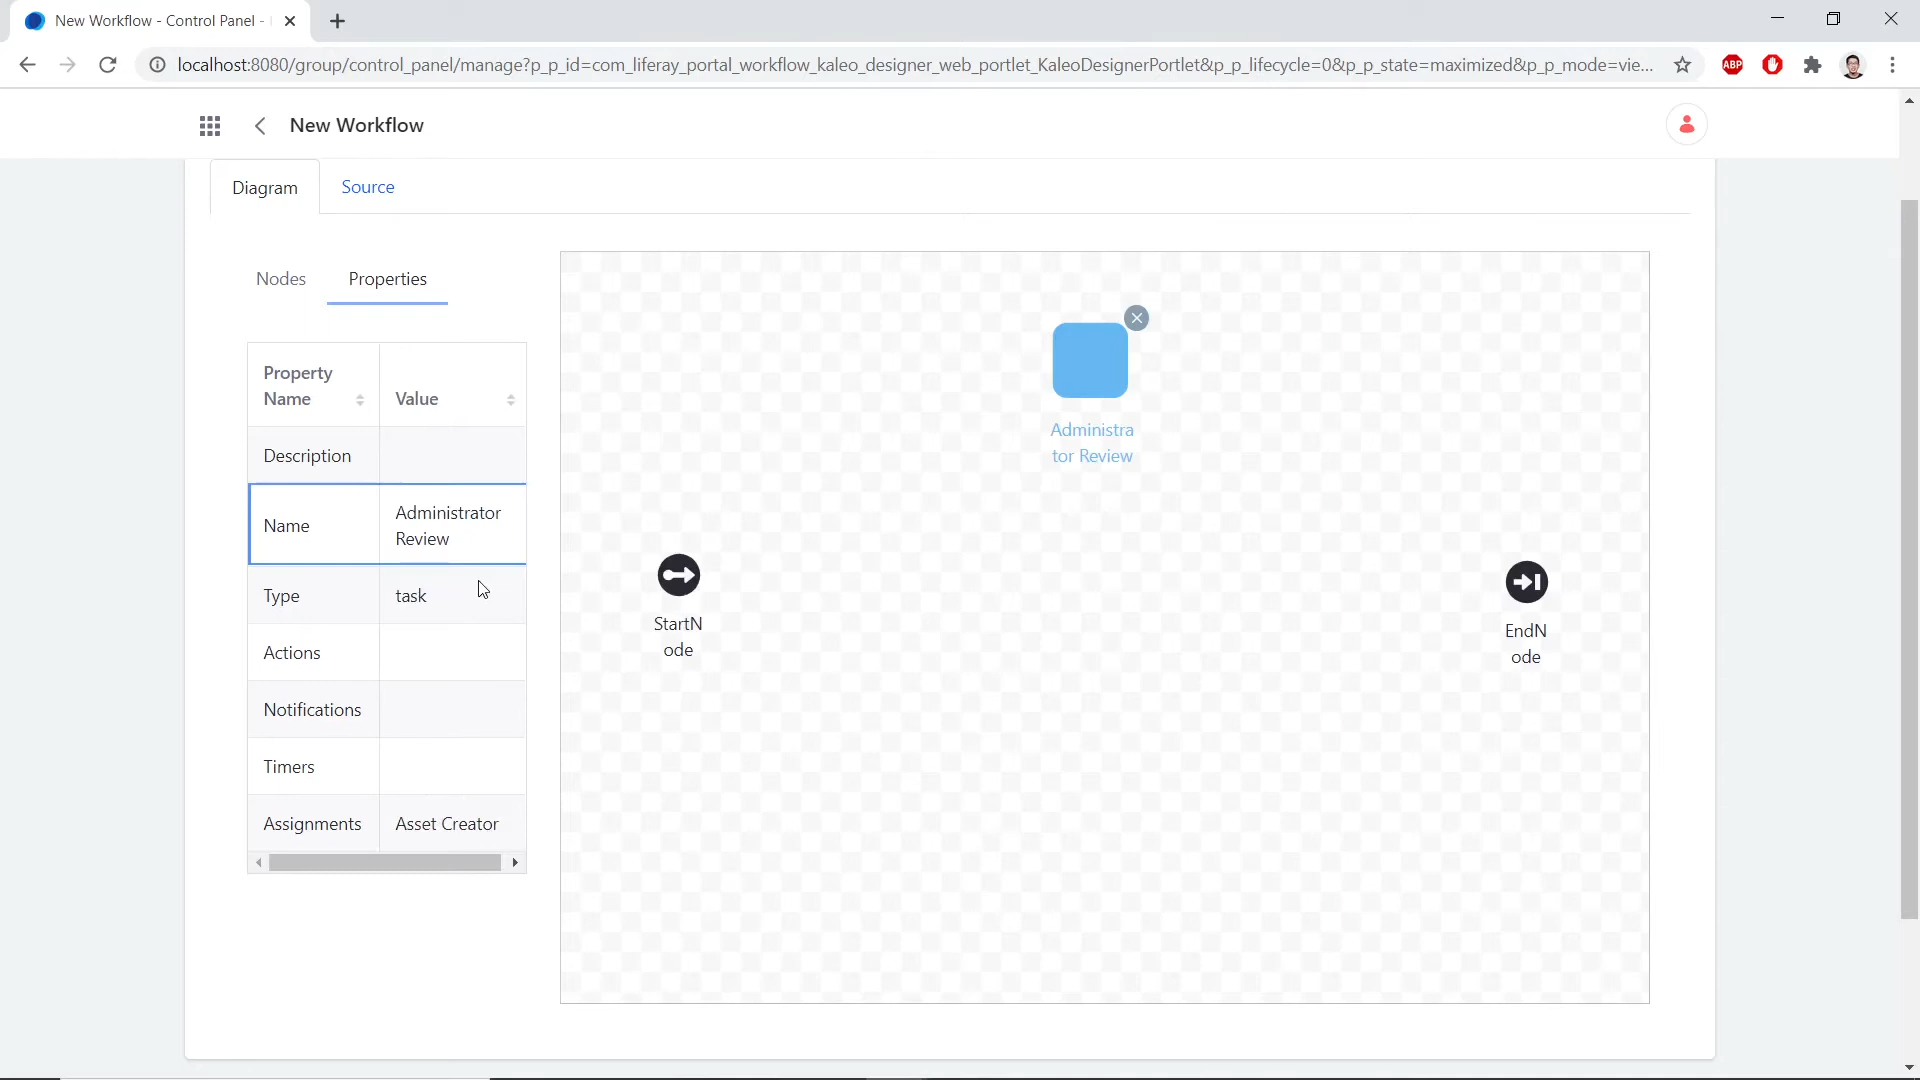 New Workflow - Control Panel -
localhost:8080/group/control_panel/manage?p_p_id=com_liferay_portal_workflow_kaleo_designer_web_portlet_KaleoDesignerPortlet&p_p_lifecycle=0&p_p_state=maximized&p_p_mode=vie...
ABP
New Workflow
Diagram
Source
Nodes
Properties
Property
Name
Value
Description
Name
Administrator
Review
Type
task
Actions
Notifications
Timers
Assignments
Asset Creator
Administra
tor Review
StartN
ode
EndN
ode